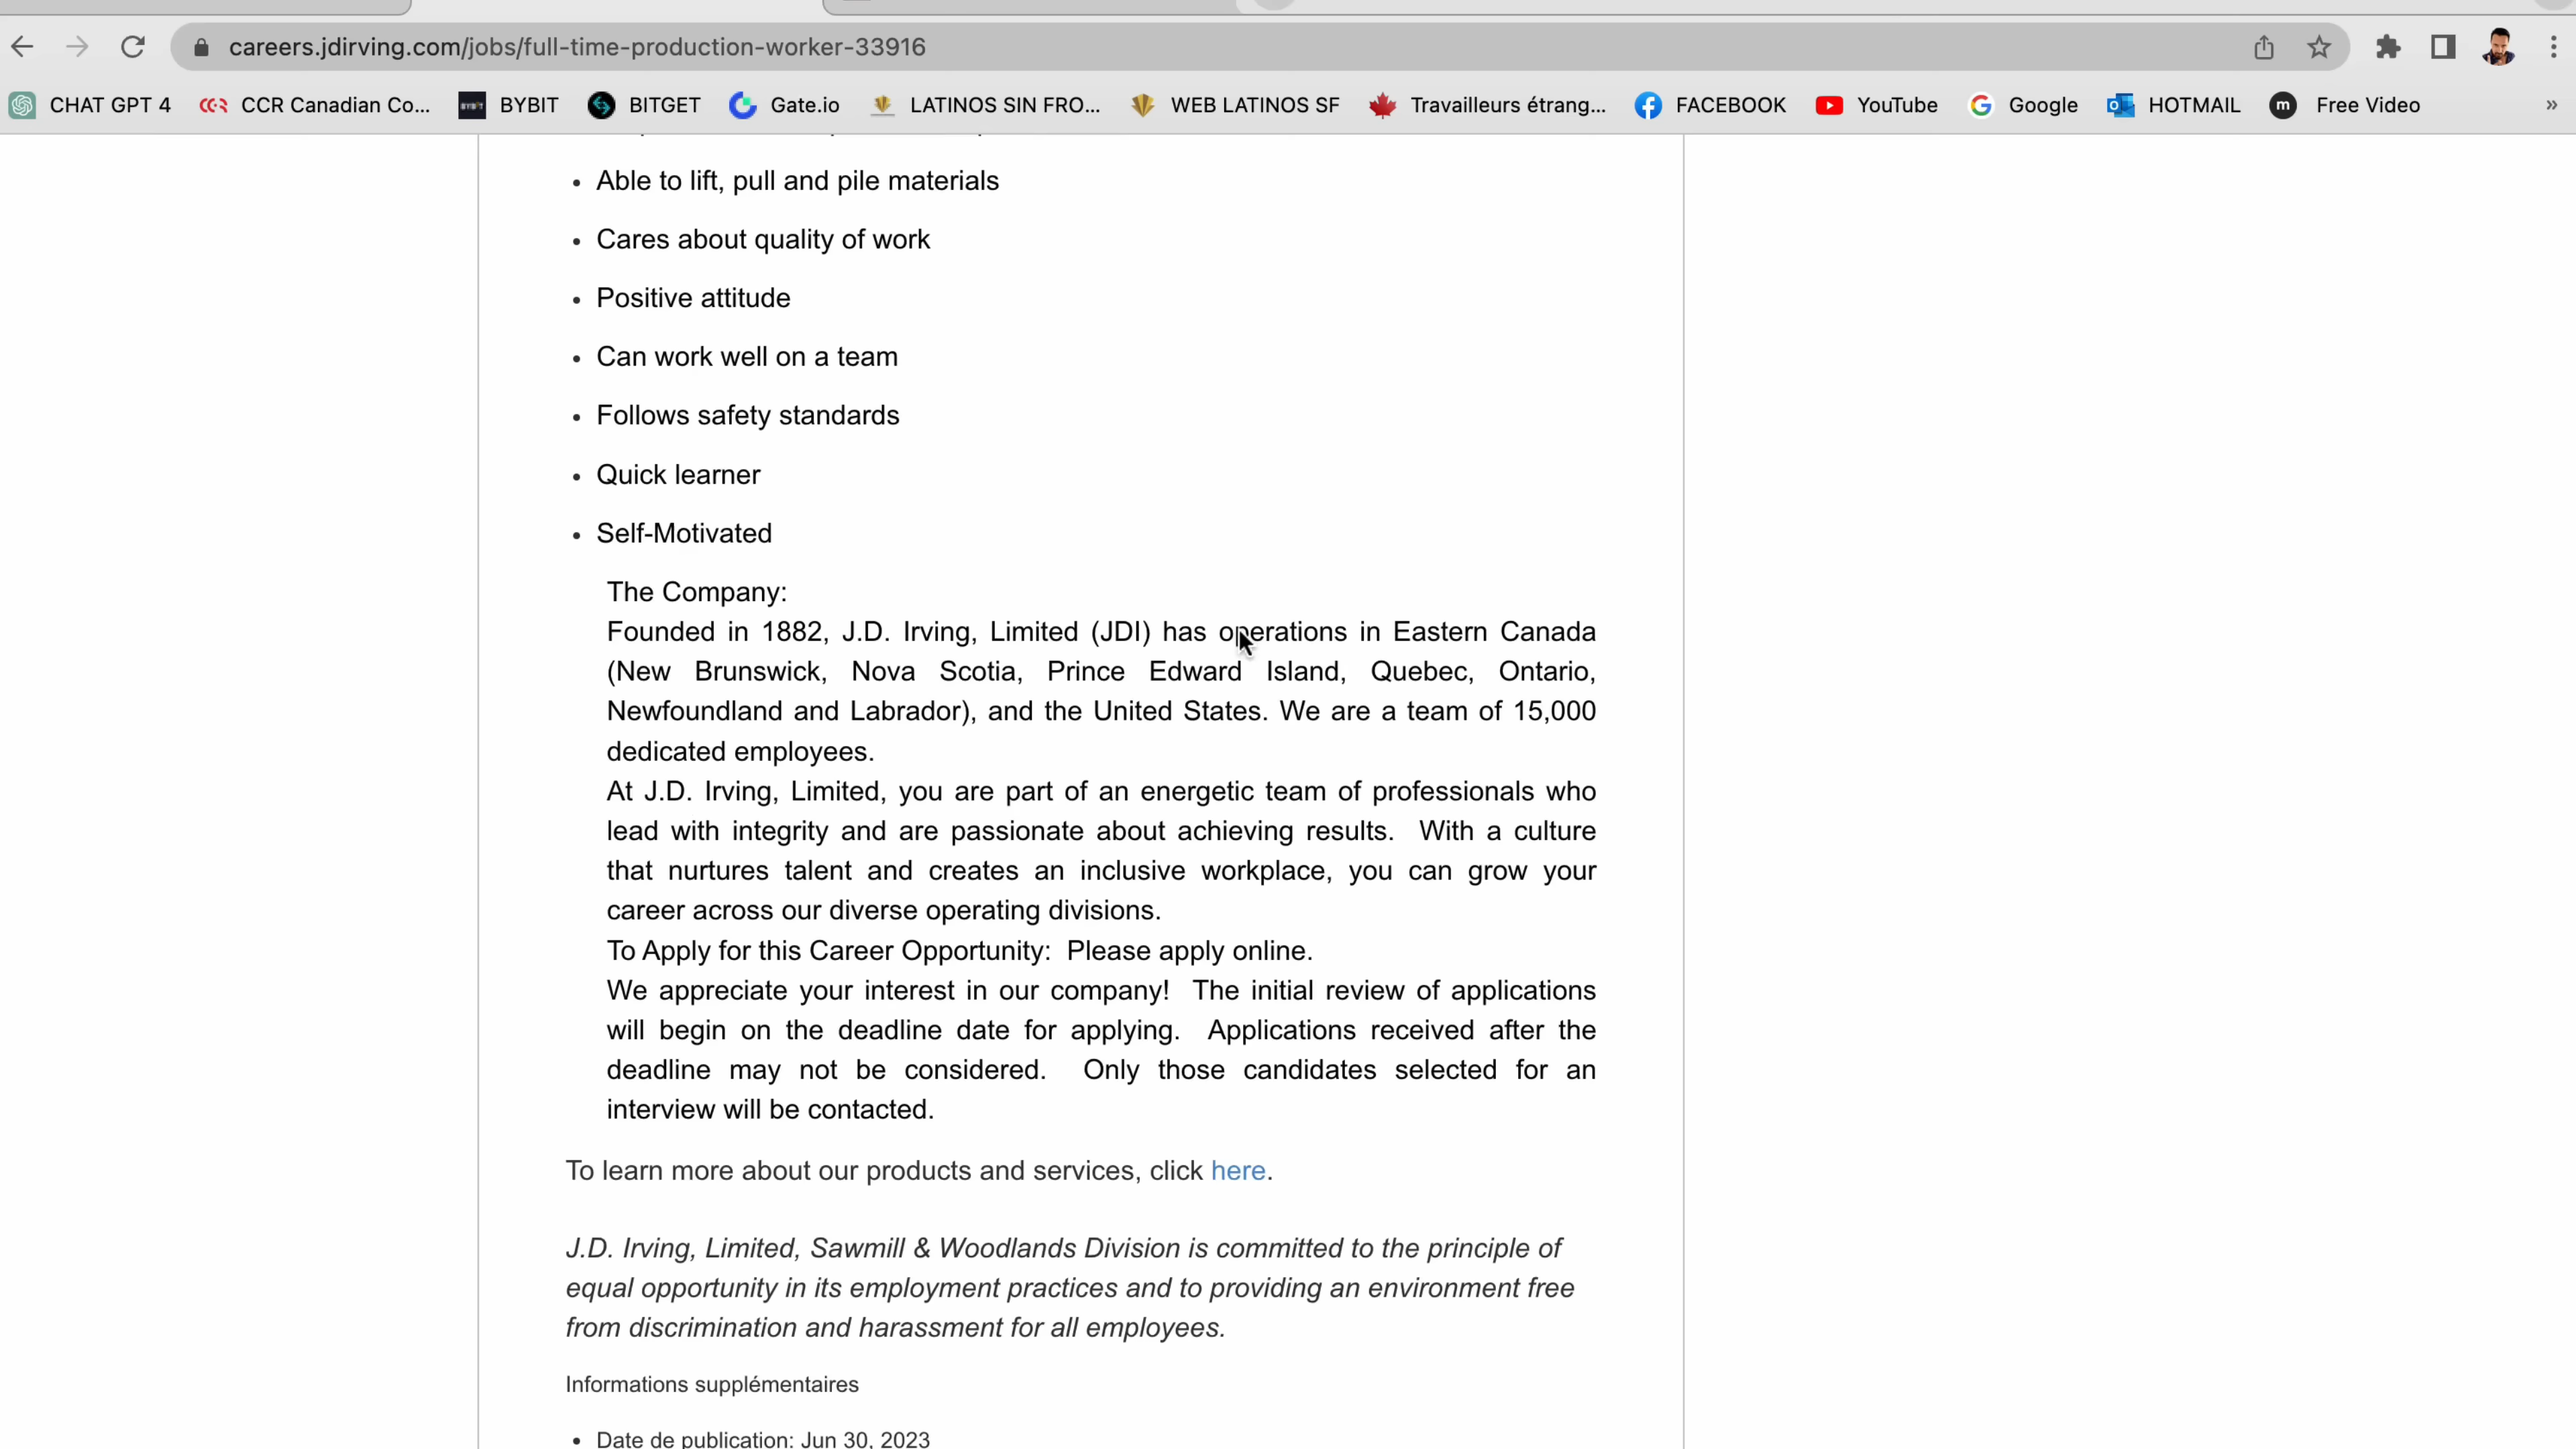 careers.jdirving.com/jobs/full-time-production-worker-33916
CHAT GPT 4 CCR Canadian Co... BYBIT BITGET Gate.io LATINOS SIN FRO... WEB LATINOS SF Travailleurs étrang... FACEBOOK YouTube Google HOTMAIL Free Video »
• Able to lift, pull and pile materials
• Cares about quality of work
• Positive attitude
• Can work well on a team
• Follows safety standards
• Quick learner
• Self-Motivated
The Company:
Founded in 1882, J.D. Irving, Limited (JDI) has operations in Eastern Canada
(New Brunswick, Nova Scotia, Prince Edward Island, Quebec, Ontario,
Newfoundland and Labrador), and the United States. We are a team of 15,000
dedicated employees.
At J.D. Irving, Limited, you are part of an energetic team of professionals who
lead with integrity and are passionate about achieving results. With a culture
that nurtures talent and creates an inclusive workplace, you can grow your
career across our diverse operating divisions.
To Apply for this Career Opportunity: Please apply online.
We appreciate your interest in our company! The initial review of applications
will begin on the deadline date for applying. Applications received after the
deadline may not be considered. Only those candidates selected for an
interview will be contacted.
To learn more about our products and services, click here.
J.D. Irving, Limited, Sawmill & Woodlands Division is committed to the principle of
equal opportunity in its employment practices and to providing an environment free
from discrimination and harassment for all employees.
Informations supplémentaires
• Date de publication: Jun 30, 2023